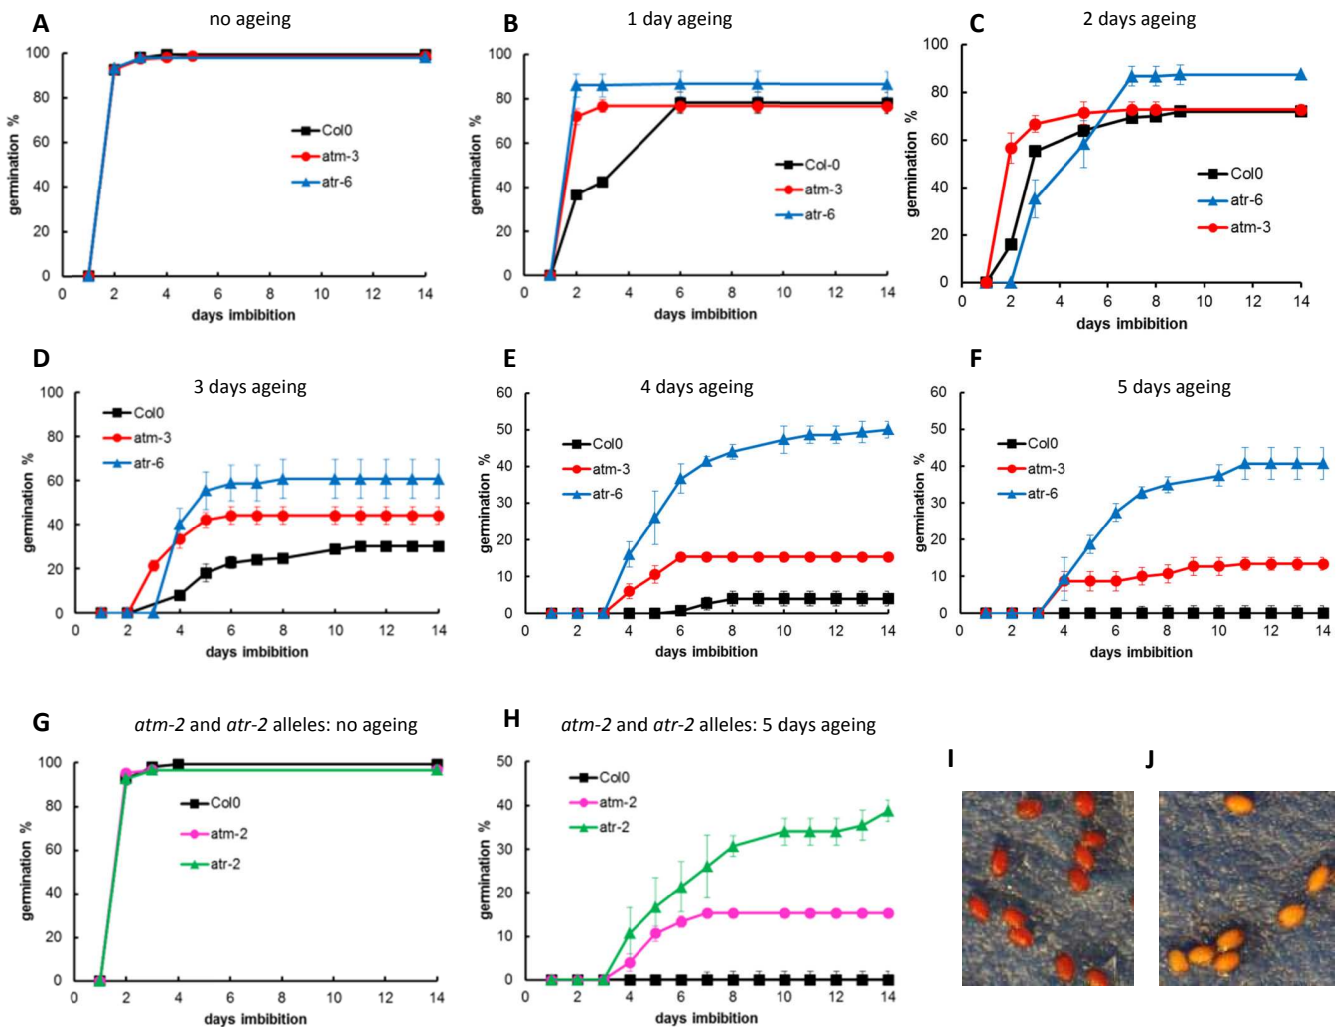 A
no ageing
100
80
60
40
20
0
germination %
Col0
atm-3
atr-6
0 2 4 6 8 10 12 14
days imbibition
B
1 day ageing
100
80
60
40
20
0
germination %
Col-0
atm-3
atr-6
0 2 4 6 8 10 12 14
days imbibition
C
2 days ageing
100
80
60
40
20
0
germination %
Col0
atr-6
atm-3
0 2 4 6 8 10 12 14
days imbibition
D
3 days ageing
100
80
60
40
20
0
germination %
Col0
atm-3
atr-6
0 2 4 6 8 10 12 14
days imbibition
E
4 days ageing
60
50
40
30
20
10
0
germination %
Col0
atm-3
atr-6
0 2 4 6 8 10 12 14
days imbibition
F
5 days ageing
60
50
40
30
20
10
0
germination %
Col0
atm-3
atr-6
0 2 4 6 8 10 12 14
days imbibition
G
atm-2 and atr-2 alleles: no ageing
100
80
60
40
20
0
germination %
Col0
atm-2
atr-2
0 2 4 6 8 10 12 14
days imbibition
H
atm-2 and atr-2 alleles: 5 days ageing
50
40
30
20
10
0
germination %
Col0
atm-2
atr-2
0 2 4 6 8 10 12 14
days imbibition
I
J